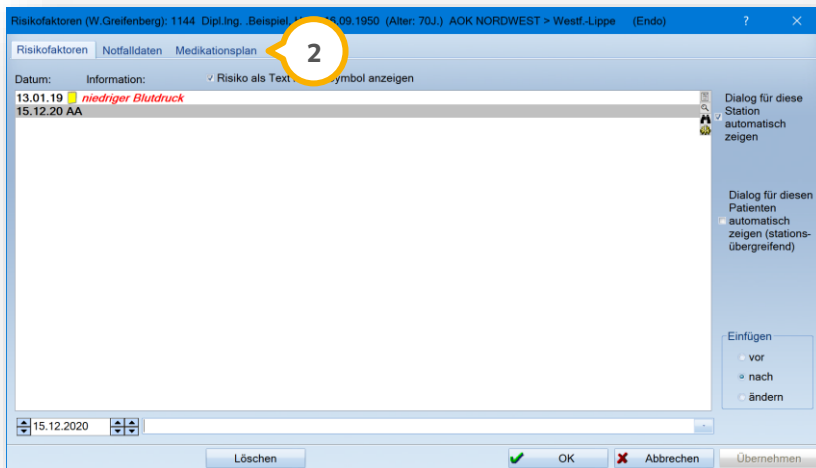 Risikofaktoren (W.Greifenberg): 1144 Dipl.Ing. .Beispiel, .09.1950 (Alter: 70J.) AOK NORDWEST > Westf.-Lippe (Endo) ?
Risikofaktoren Notfalldaten Medikationsplan
2
Datum: Information: Risiko als Text ymbol anzeigen
13.01.19 niedriger Blutdruck
15.12.20 AA
Dialog für diese
Station
automatisch
zeigen
Dialog für diesen
Patienten
automatisch
zeigen (stations-
übergreifend)
Einfügen
vor
nach
ändern
15.12.2020
Löschen OK Abbrechen Übernehmen